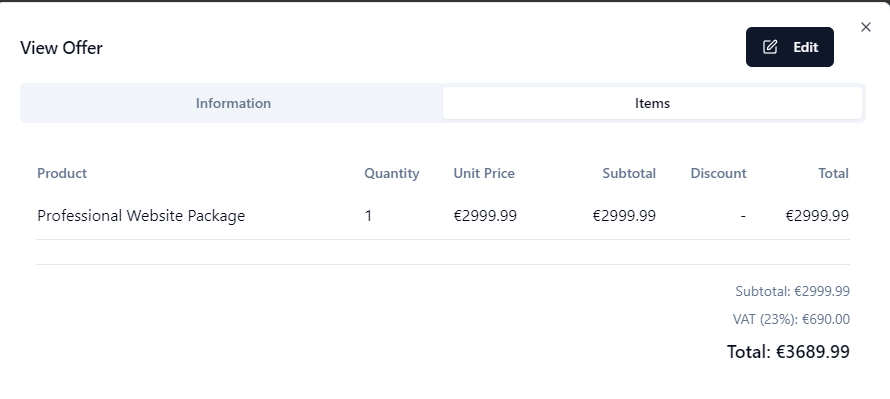 View Offer
Edit
Information Items
Product Quantity Unit Price Subtotal Discount Total
Professional Website Package 1 €2999.99 €2999.99 - €2999.99
Subtotal: €2999.99
VAT (23%): €690.00
Total: €3689.99